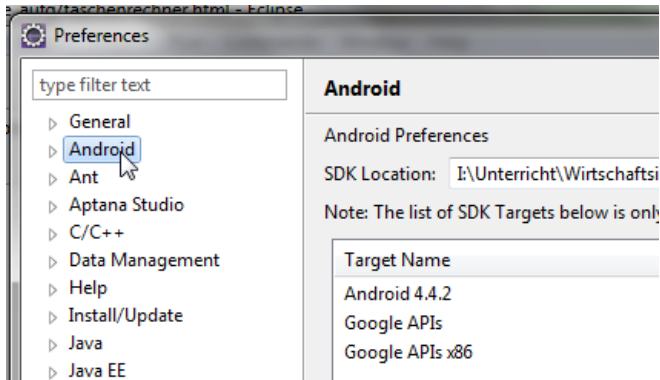 e_auto/taschenrechner.html - Eclipse
Preferences
type filter text
General
Android
Ant
Aptana Studio
C/C++
Data Management
Help
Install/Update
Java
Java EE
Android
Android Preferences
SDK Location: I:\Unterricht\Wirtschaftsi
Note: The list of SDK Targets below is only
Target Name
Android 4.4.2
Google APIs
Google APIs x86